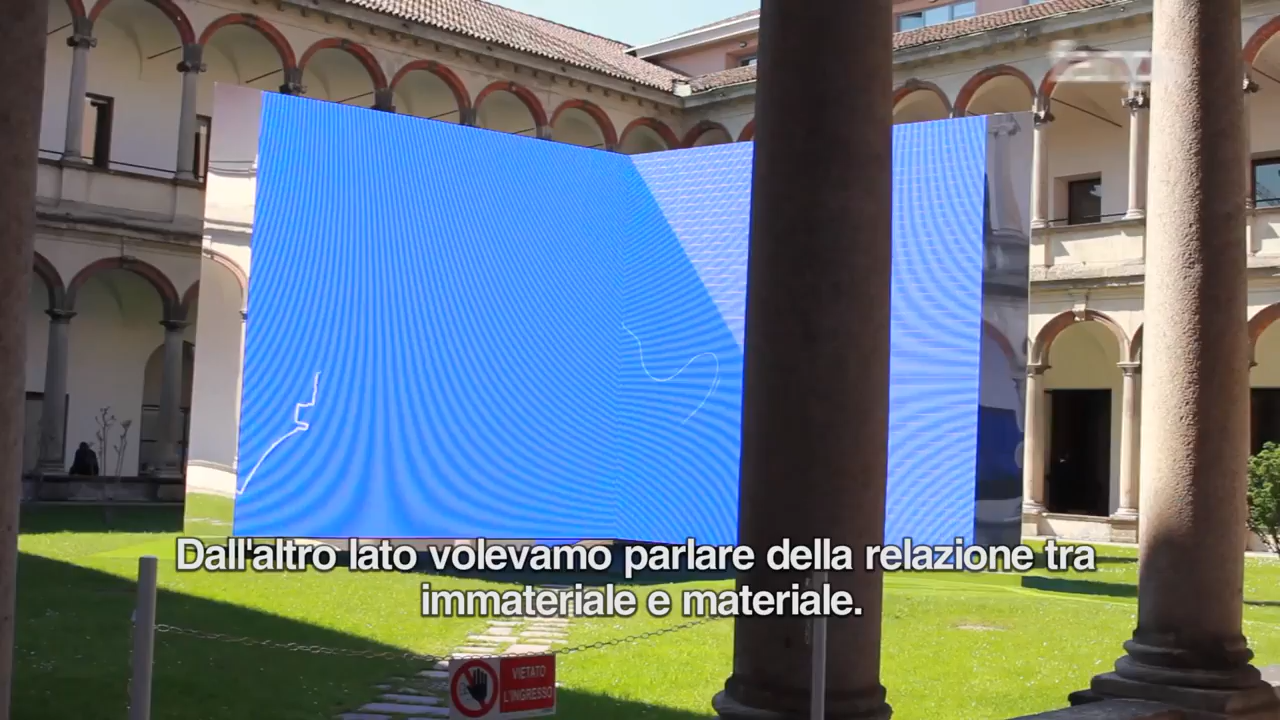 Dall'altro lato volevamo parlare della relazione tra
immateriale e materiale.
VIETATO
L'INGRESSO